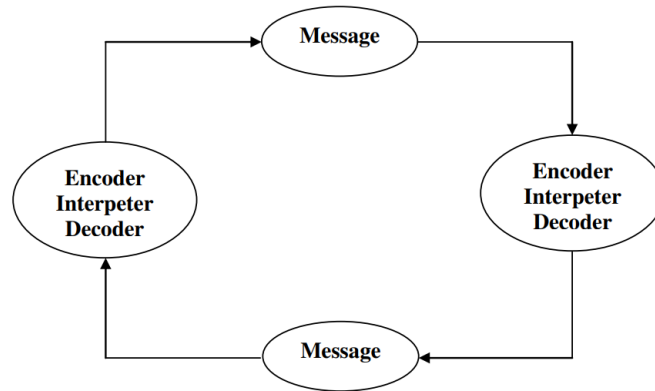 Message
Encoder
Interpeter
Decoder
Encoder
Interpeter
Decoder
Message